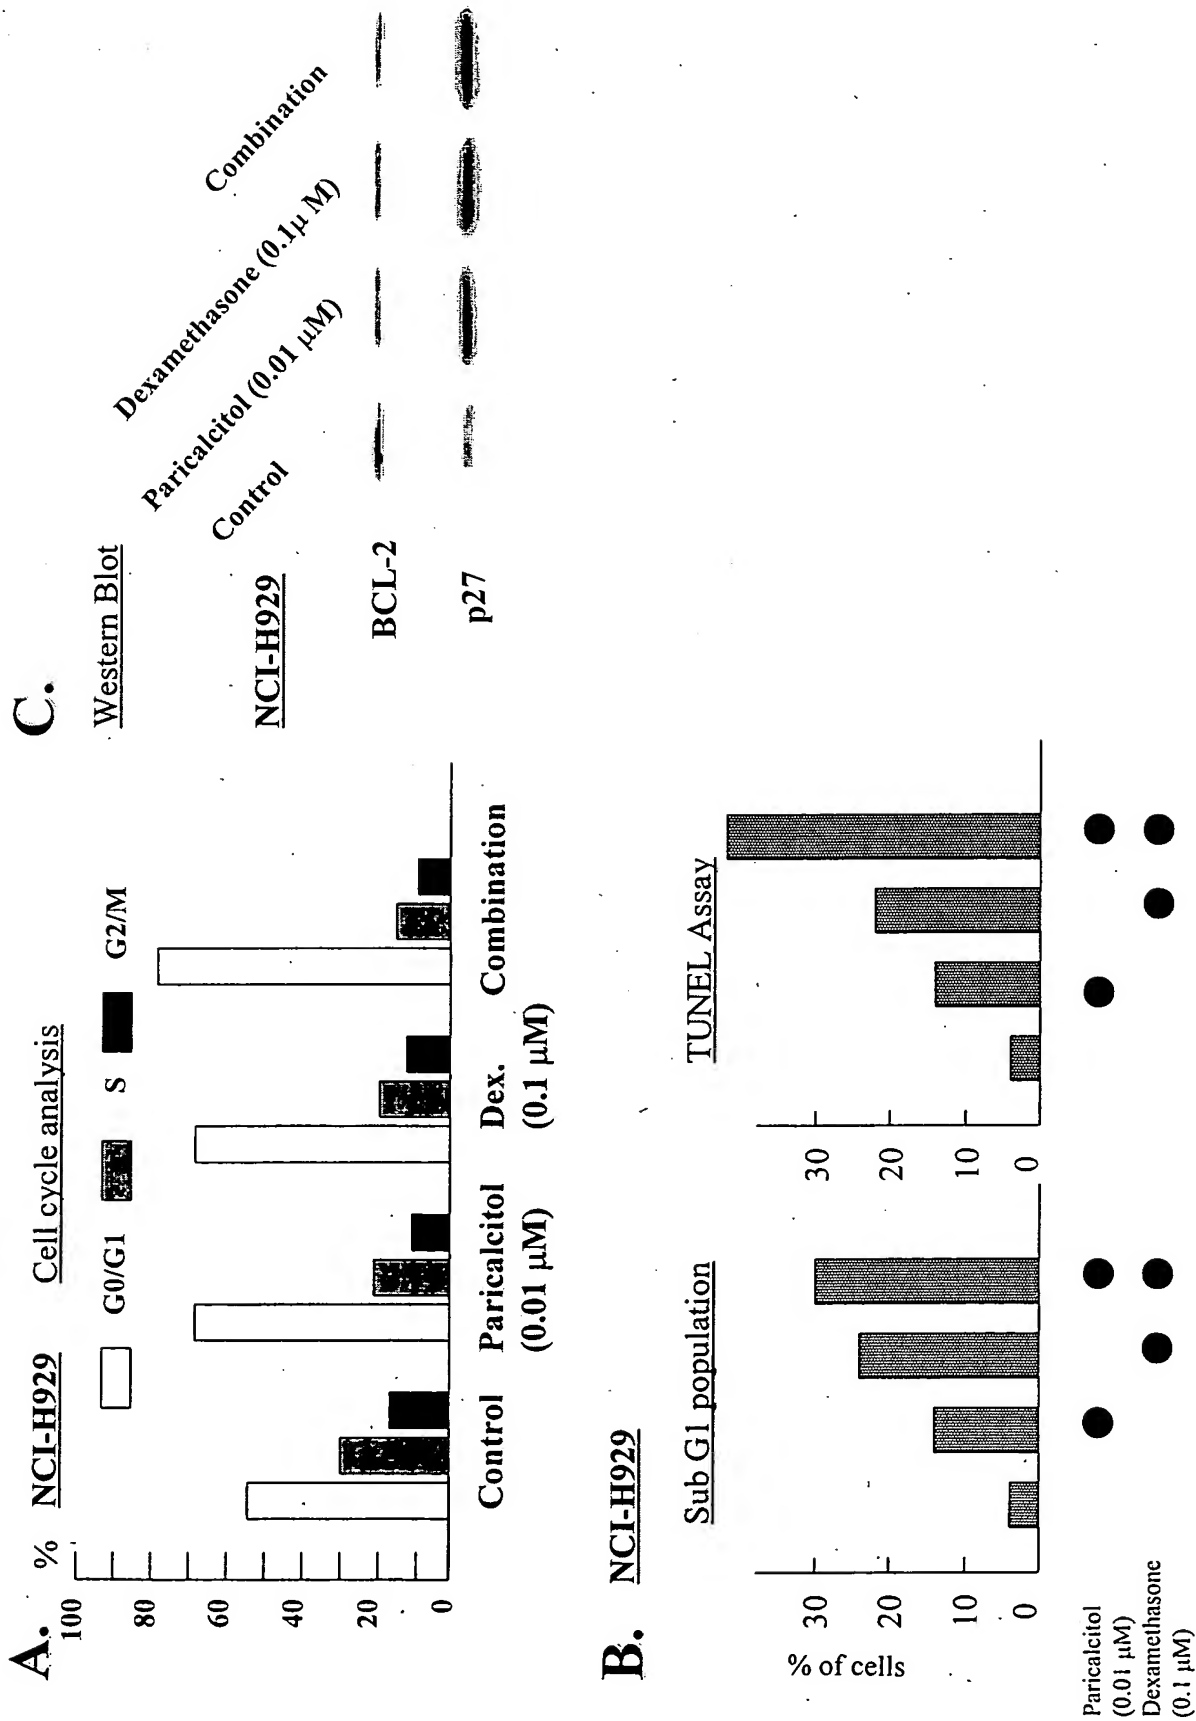 A.
NCI-H929
Cell cycle analysis
%
G0/G1
S
G2/M
100
80
60
40
20
0
Control
Paricalcitol
(0.01 µM)
Dex.
(0.1 µM)
Combination
B.
NCI-H929
Sub G1 population
TUNEL Assay
% of cells
30
20
10
0
30
20
10
0
Paricalcitol
(0.01 µM)
Dexamethasone
(0.1 µM)
C.
Western Blot
NCI-H929
Control
Paricalcitol (0.01 µM)
Dexamethasone (0.1µ M)
Combination
BCL-2
p27